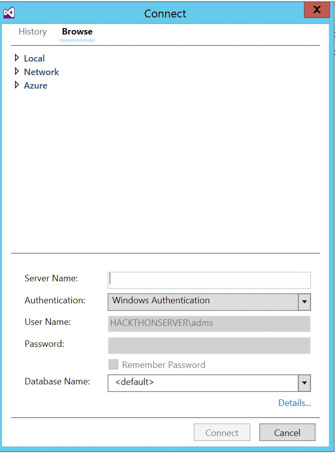 Connect
X
History Browse
Local
Network
Azure
Server Name:
Authentication: Windows Authentication
User Name: HACKTHONSERVER\adms
Password:
Remember Password
Database Name: <default>
Details...
Connect Cancel